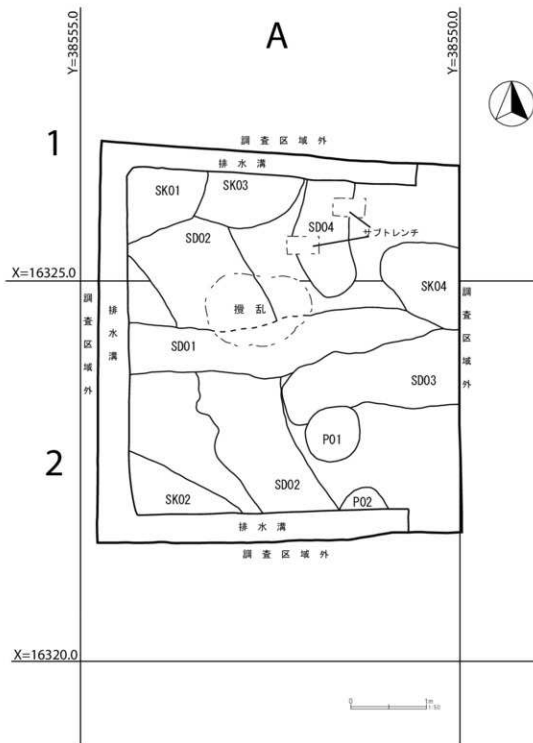 Y=38555.0
A
Y=38550.0
1
調査区域外
排水溝
SK01
SK03
SD04
サブトレンチ
SD02
X=16325.0
SK04
調査区域外
排水溝
攪乱
調査区域外
SD01
SD03
P01
2
SD02
SK02
P02
排水溝
調査区域外
X=16320.0
0
1m
1:50